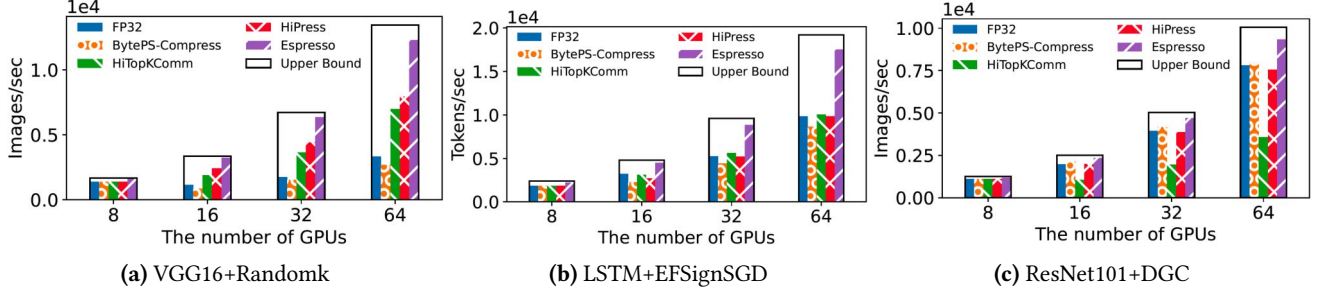 1e4
Images/sec
1.0
0.5
0.0
FP32
BytePS-Compress
HiTopKComm
HiPress
Espresso
Upper Bound
8
16
32
64
The number of GPUs
(a) VGG16+Randomk
1e4
Tokens/sec
2.0
1.5
1.0
0.5
0.0
FP32
BytePS-Compress
HiTopKComm
HiPress
Espresso
Upper Bound
8
16
32
64
The number of GPUs
(b) LSTM+EFSignSGD
1e4
Images/sec
1.00
0.75
0.50
0.25
0.00
FP32
BytePS-Compress
HiTopKComm
HiPress
Espresso
Upper Bound
8
16
32
64
The number of GPUs
(c) ResNet101+DGC